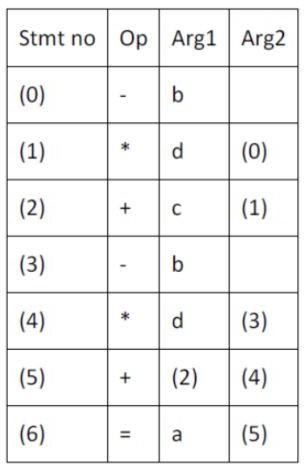 Stmt no Op Arg1 Arg2
(0) - b
(1) * d (0)
(2) + c (1)
(3) - b
(4) * d (3)
(5) + (2) (4)
(6) = a (5)